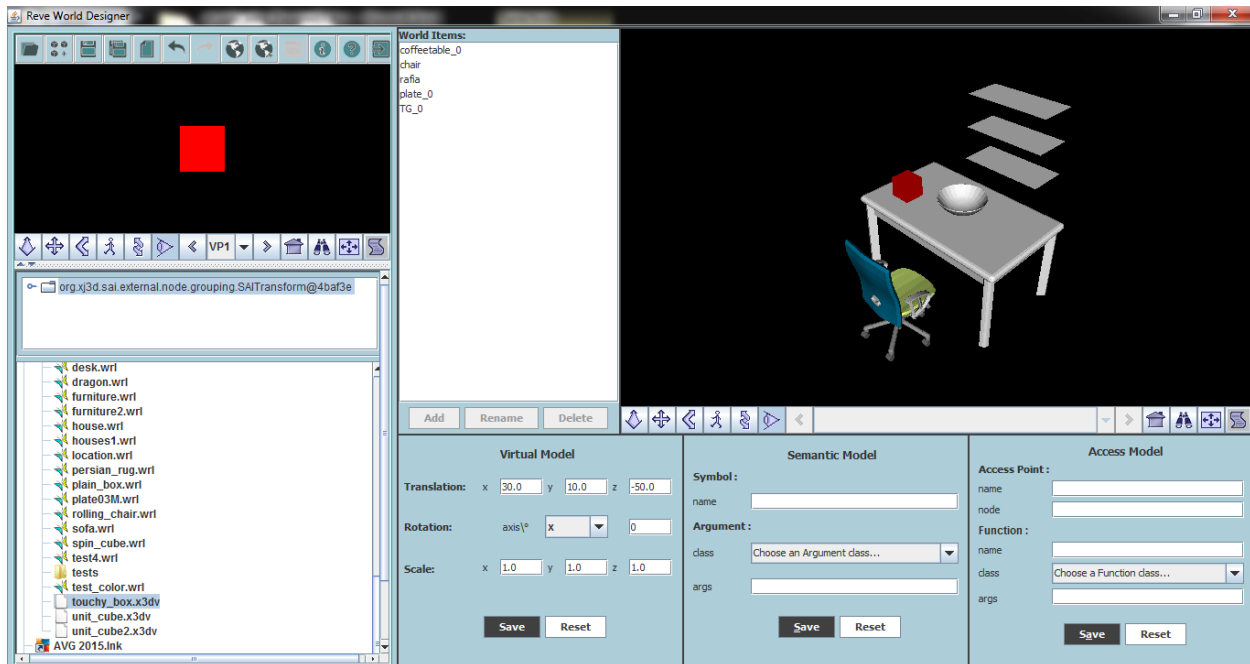 Reve World Designer
VP1
org.xj3d.sai.external.node.grouping.SAITransform@4baf3e
desk.wrl
dragon.wrl
furniture.wrl
furniture2.wrl
house.wrl
houses1.wrl
location.wrl
persian_rug.wrl
plain_box.wrl
plate03M.wrl
rolling_chair.wrl
sofa.wrl
spin_cube.wrl
test4.wrl
tests
test_color.wrl
touchy_box.x3dv
unit_cube.x3dv
unit_cube2.x3dv
AVG 2015.lnk
World Items:
coffeetable_0
chair
rafia
plate_0
TG_0
Add Rename Delete
Virtual Model
Translation: x 30.0 y 10.0 z -50.0
Rotation: axis\° x 0
Scale: x 1.0 y 1.0 z 1.0
Save Reset
Semantic Model
Symbol :
name
Argument :
class Choose an Argument class...
args
Save Reset
Access Model
Access Point :
name
node
Function :
name
class Choose a Function class...
args
Save Reset